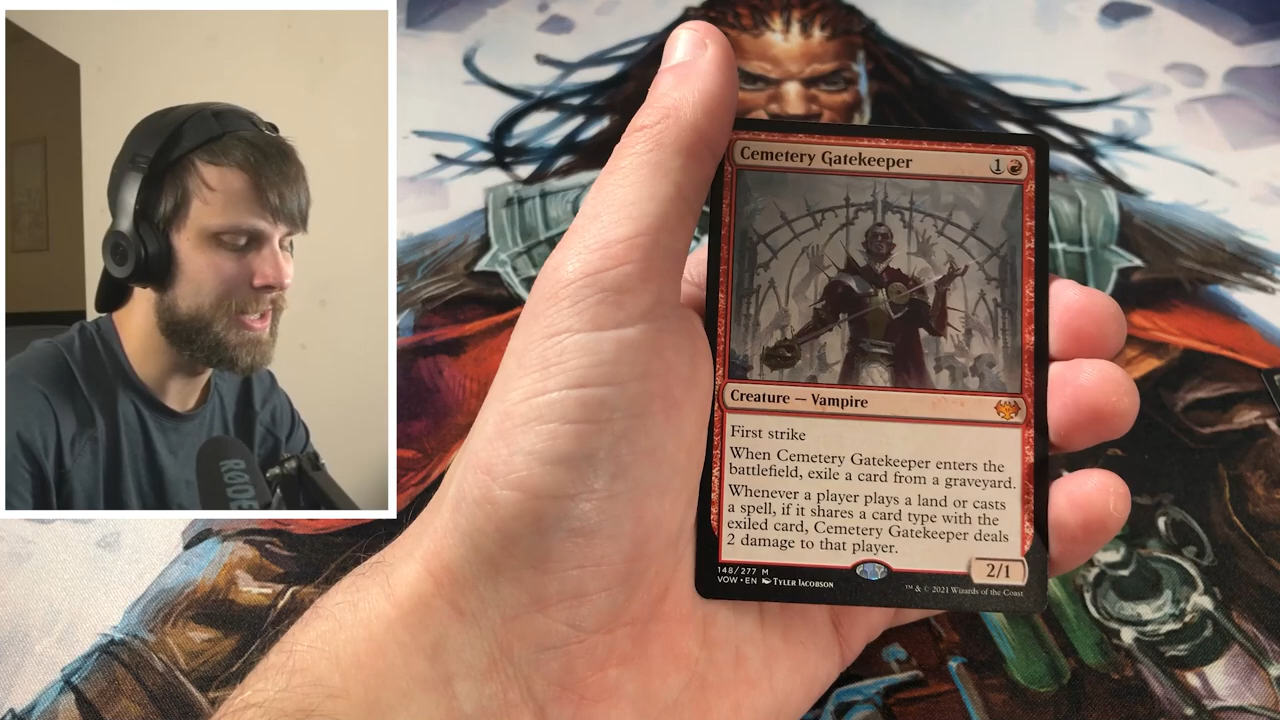 RØDE
Cemetery Gatekeeper 1
Creature — Vampire
First strike
When Cemetery Gatekeeper enters the
battlefield, exile a card from a graveyard.
Whenever a player plays a land or casts
a spell, if it shares a card type with the
exiled card, Cemetery Gatekeeper deals
2 damage to that player.
2/1
148/277 M
VOW • EN Tyler Jacobson
™ & © 2021 Wizards of the Coast